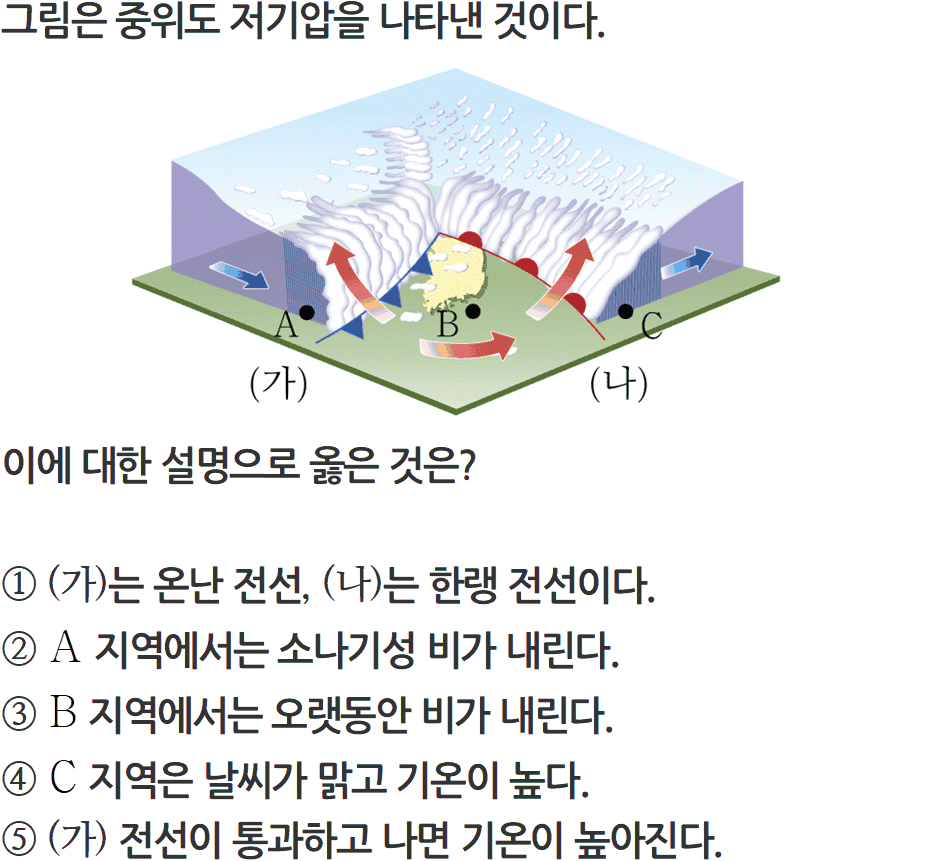 그림은 중위도 저기압을 나타낸 것이다.
A
B
C
(가)
(나)
이에 대한 설명으로 옳은 것은?
① (가)는 온난 전선, (나)는 한랭 전선이다.
② A 지역에서는 소나기성 비가 내린다.
③ B 지역에서는 오랫동안 비가 내린다.
④ C 지역은 날씨가 맑고 기온이 높다.
⑤ (가) 전선이 통과하고 나면 기온이 높아진다.